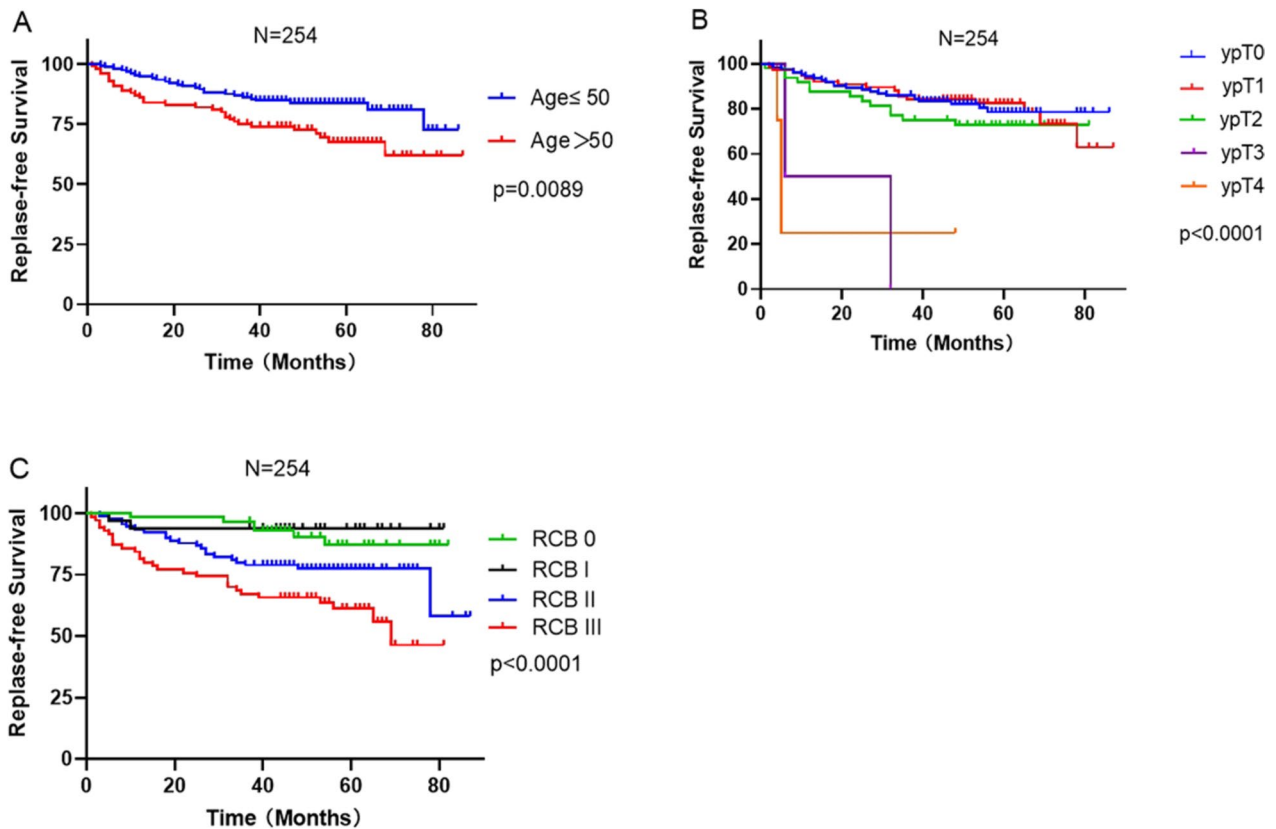 A
N=254
Replase-free Survival
100
75
50
25
0
0 20 40 60 80
Time (Months)
Age≤ 50
Age>50
p=0.0089
B
N=254
Replase-free Survival
100
80
60
40
20
0
0 20 40 60 80
Time (Months)
ypT0
ypT1
ypT2
ypT3
ypT4
p<0.0001
C
N=254
Replase-free Survival
100
75
50
25
0
0 20 40 60 80
Time (Months)
RCB 0
RCB I
RCB II
RCB III
p<0.0001